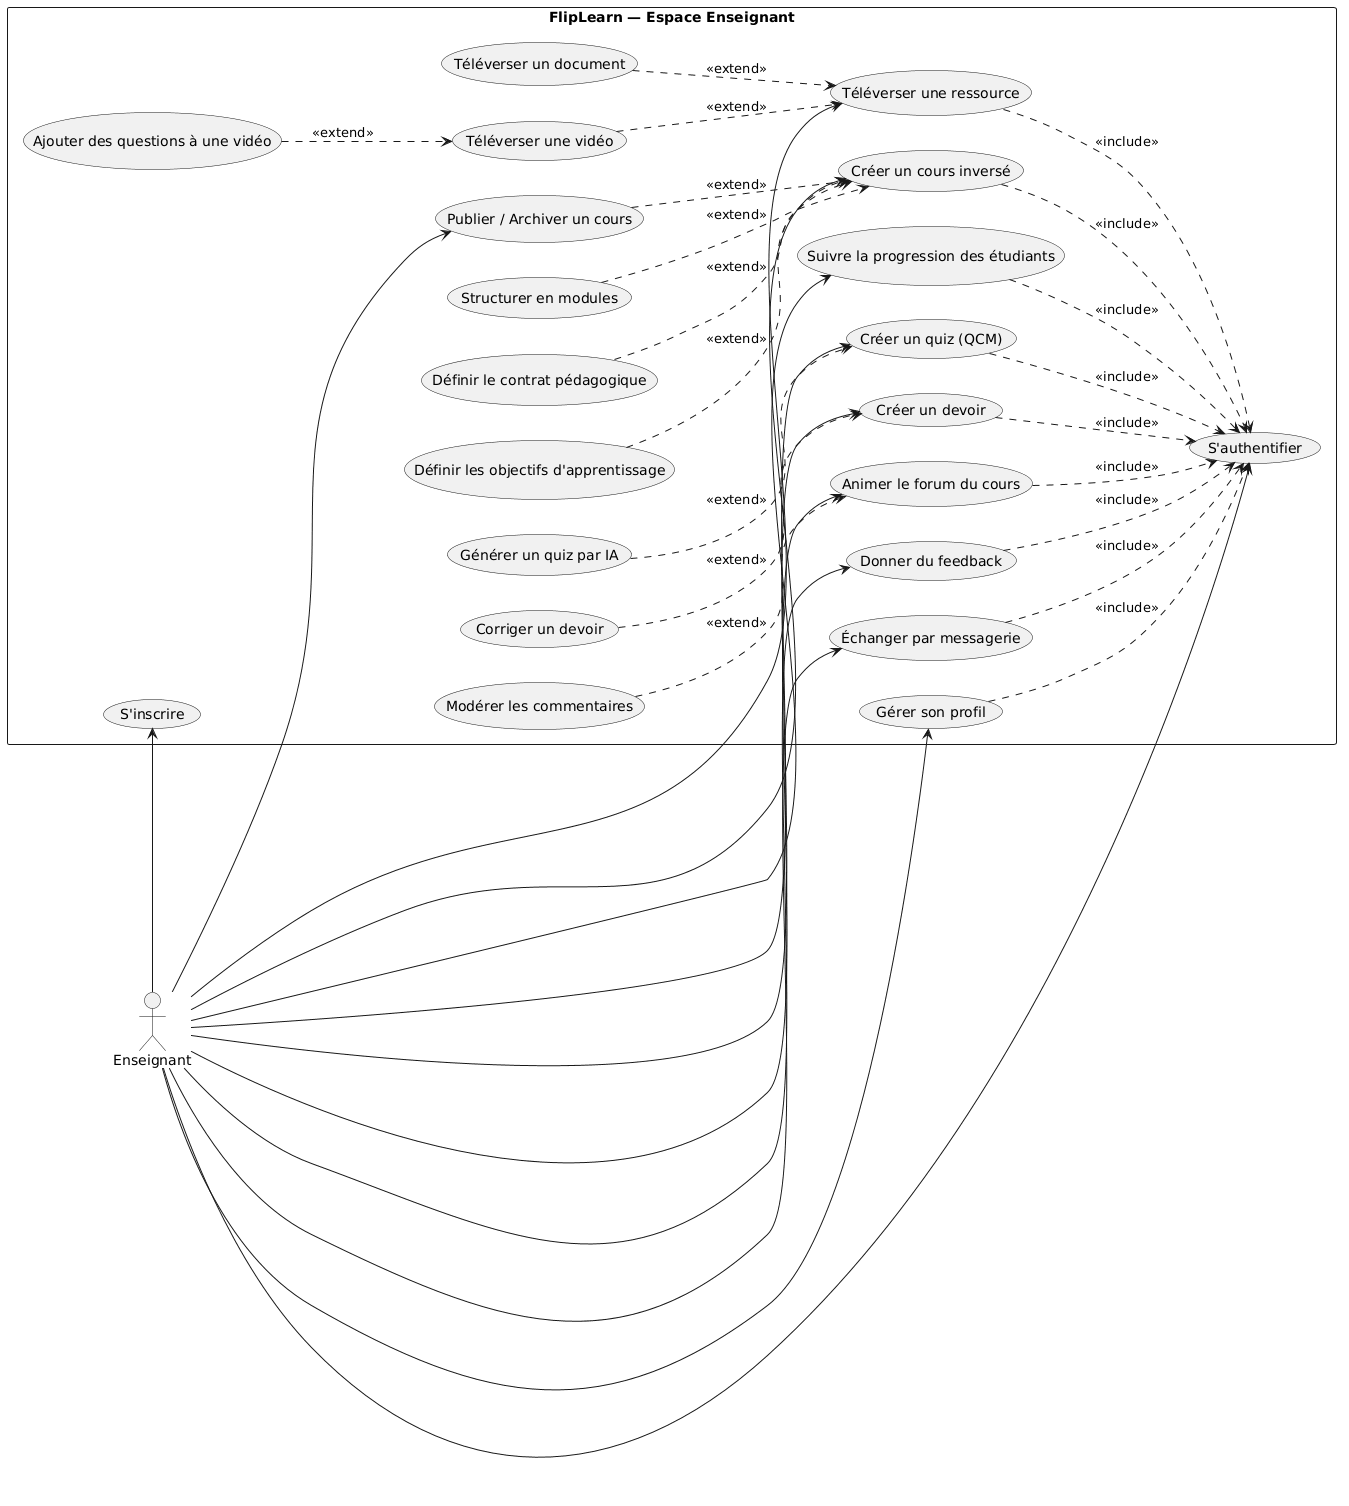 FlipLearn — Espace Enseignant
Téléverser un document
«extend»
Téléverser une ressource
«extend»
Ajouter des questions à une vidéo
«extend»
Téléverser une vidéo
«include»
Créer un cours inversé
«extend»
Publier / Archiver un cours
«extend»
«include»
Suivre la progression des étudiants
«extend»
Structurer en modules
«include»
Créer un quiz (QCM)
«extend»
Définir le contrat pédagogique
«include»
Créer un devoir
«include»
S'authentifier
Définir les objectifs d'apprentissage
«include»
Animer le forum du cours
«extend»
«include»
Générer un quiz par IA
«extend»
Donner du feedback
«include»
Corriger un devoir
«extend»
Échanger par messagerie
«include»
Modérer les commentaires
S'inscrire
Gérer son profil
Enseignant